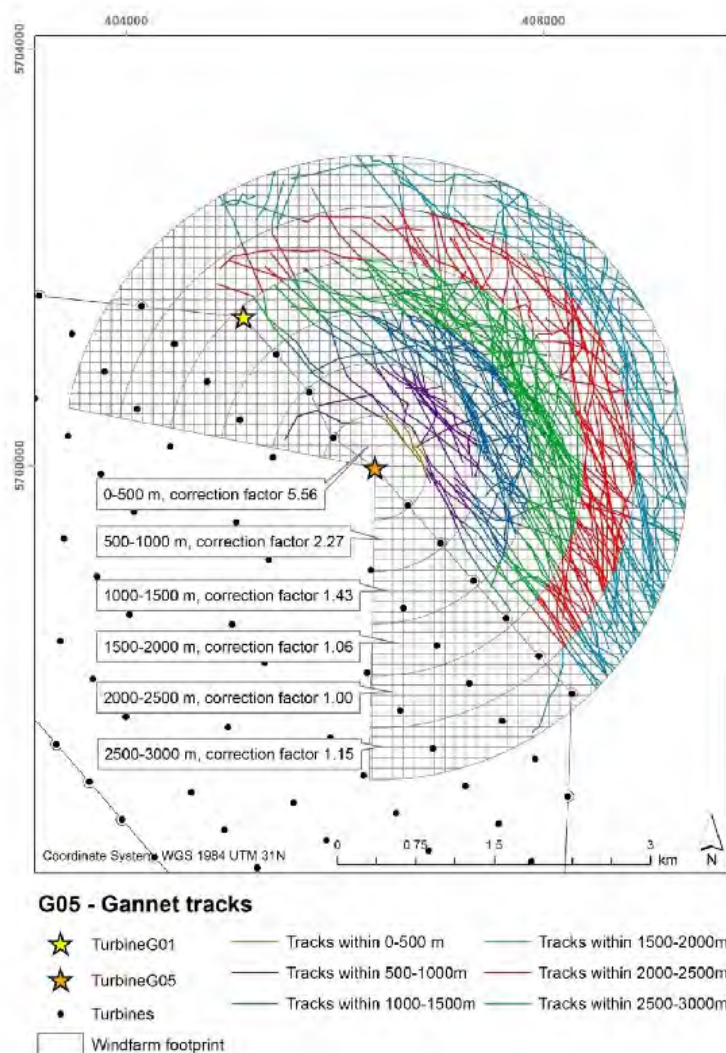 404000
408000
5704000
5700000
0-500 m, correction factor 5.56
500-1000 m, correction factor 2.27
1000-1500 m, correction factor 1.43
1500-2000 m, correction factor 1.06
2000-2500 m, correction factor 1.00
2500-3000 m, correction factor 1.15
Coordinate System: WGS 1984 UTM 31N
0 0.75 1.5 3
km
N
G05 - Gannet tracks
TurbineG01 Tracks within 0-500 m Tracks within 1500-2000m
TurbineG05 Tracks within 500-1000m Tracks within 2000-2500m
Turbines Tracks within 1000-1500m Tracks within 2500-3000m
Windfarm footprint